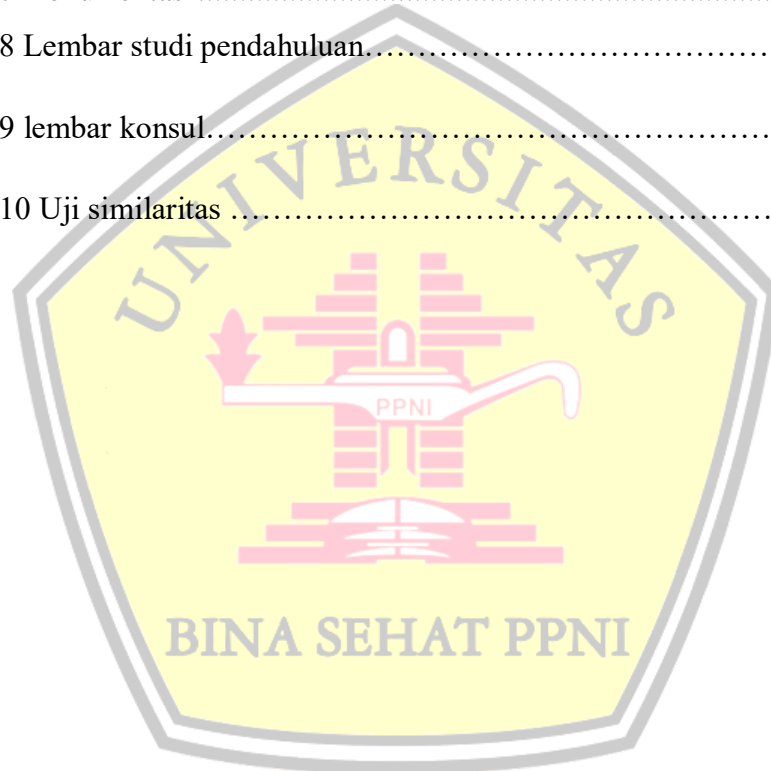 8 Lembar studi pendahuluan……………………………………
9 lembar konsul……………………………………………………
10 Uji similaritas …………………………………………………
UNIVERSITAS
PPNI
BINA SEHAT PPNI